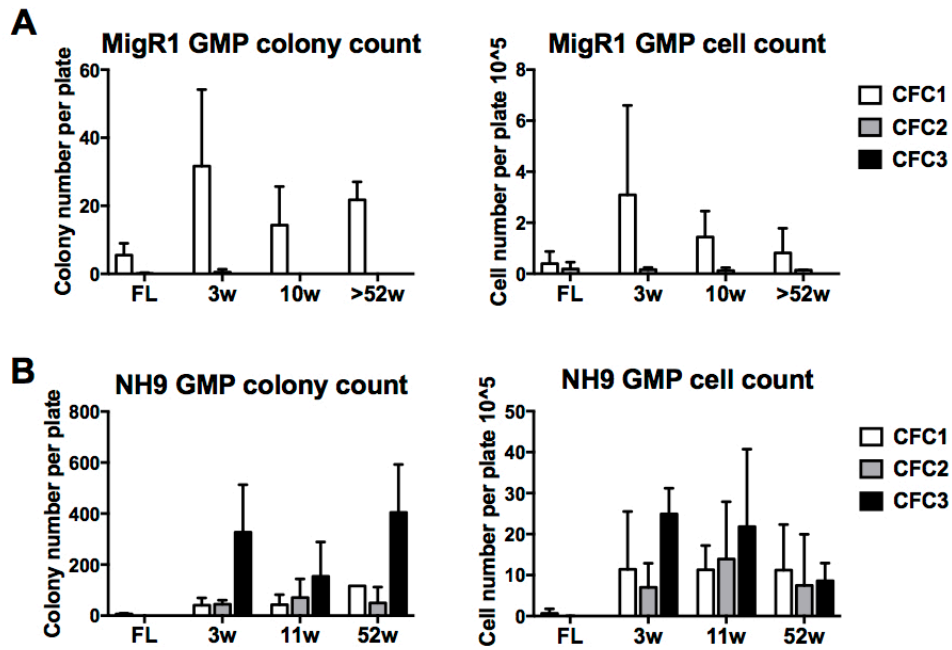 A
MigR1 GMP colony count
Colony number per plate
60
40
20
0
FL 3w 10w >52w
MigR1 GMP cell count
Cell number per plate 10^5
8
6
4
2
0
FL 3w 10w >52w
CFC1
CFC2
CFC3
B
NH9 GMP colony count
Colony number per plate
800
600
400
200
0
FL 3w 11w 52w
NH9 GMP cell count
Cell number per plate 10^5
50
40
30
20
10
0
FL 3w 11w 52w
CFC1
CFC2
CFC3